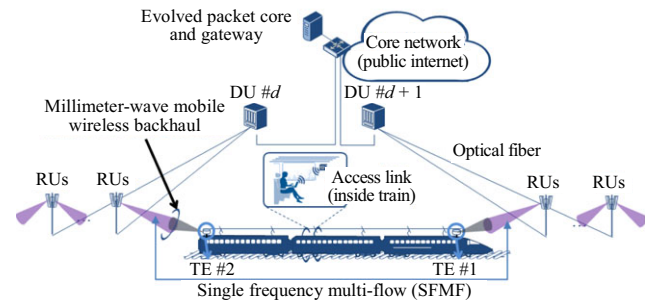 Evolved packet core
and gateway
Core network
(public internet)
DU #d
DU #d + 1
Millimeter-wave mobile
wireless backhaul
Optical fiber
RUs
RUs
Access link
(inside train)
RUs
RUs
TE #2
TE #1
Single frequency multi-flow (SFMF)